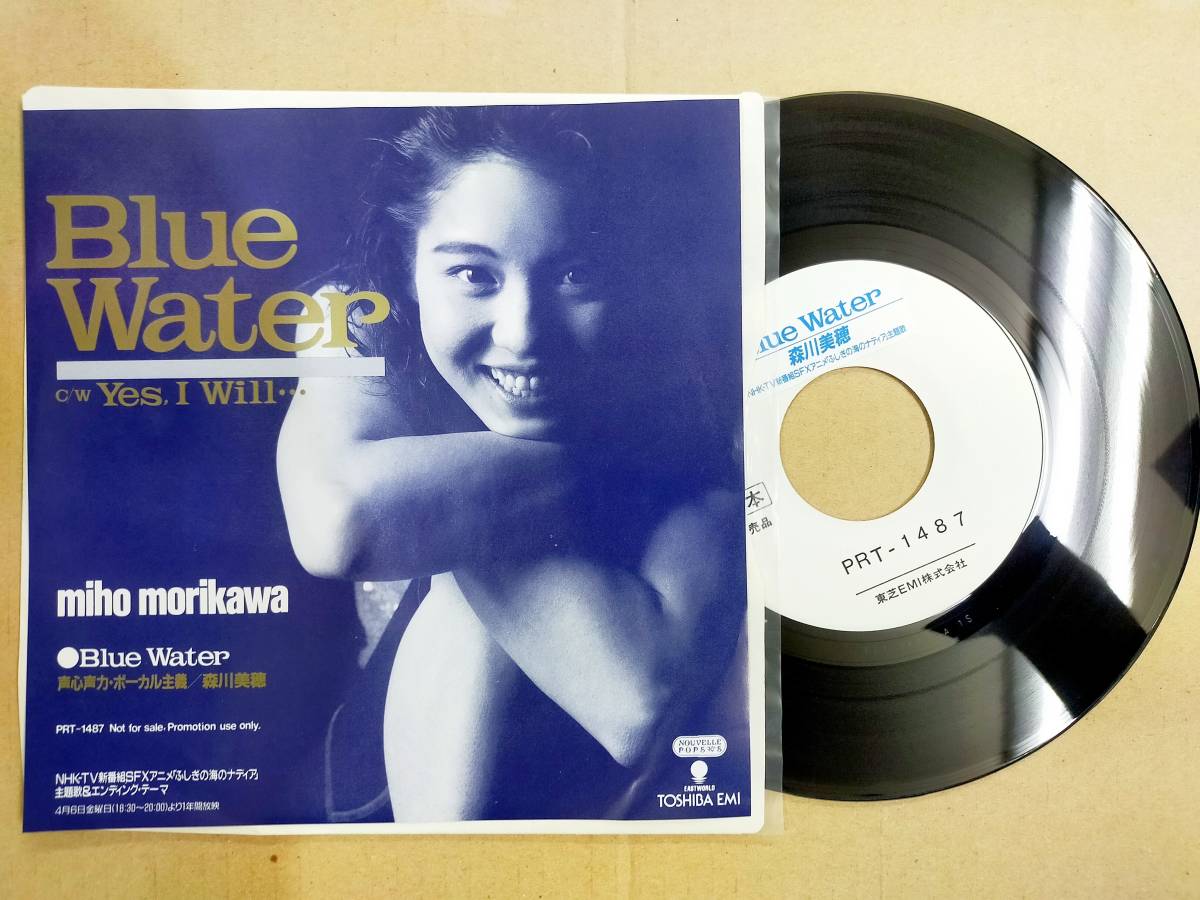 Blue
Water
C/W Yes, I Will…
miho morikawa
●Blue Water
声心声力・ボーカル主義／森川美穂
PRT-1487 Not for sale, Promotion use only.
NHK-TV新番組SFXアニメ「ふしぎの海のナディア」
主題歌&エンディング・テーマ
4月6日金曜日(18:30〜20:00)より1年間放映
NOUVELLE
POPS 90'S
EASTWORLD
TOSHIBA EMI
lue Water
森川美穂
NHK-TV新番組SFXアニメ「ふしぎの海のナディア」主題歌
本
売品
PRT-1487
東芝EMI株式会社
A 1S